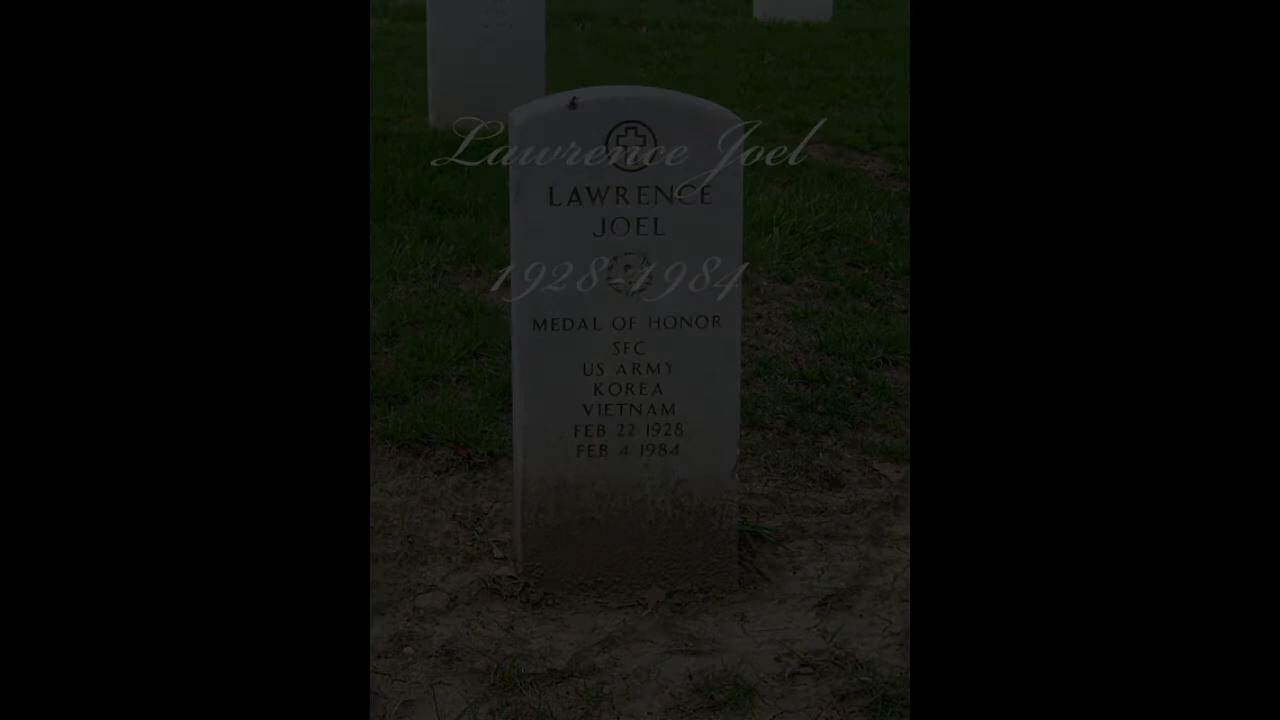 Lawrence Joel
LAWRENCE
JOEL
1928-1984
MEDAL OF HONOR
SFC
US ARMY
KOREA
VIETNAM
FEB 22 1928
FEB 4 1984